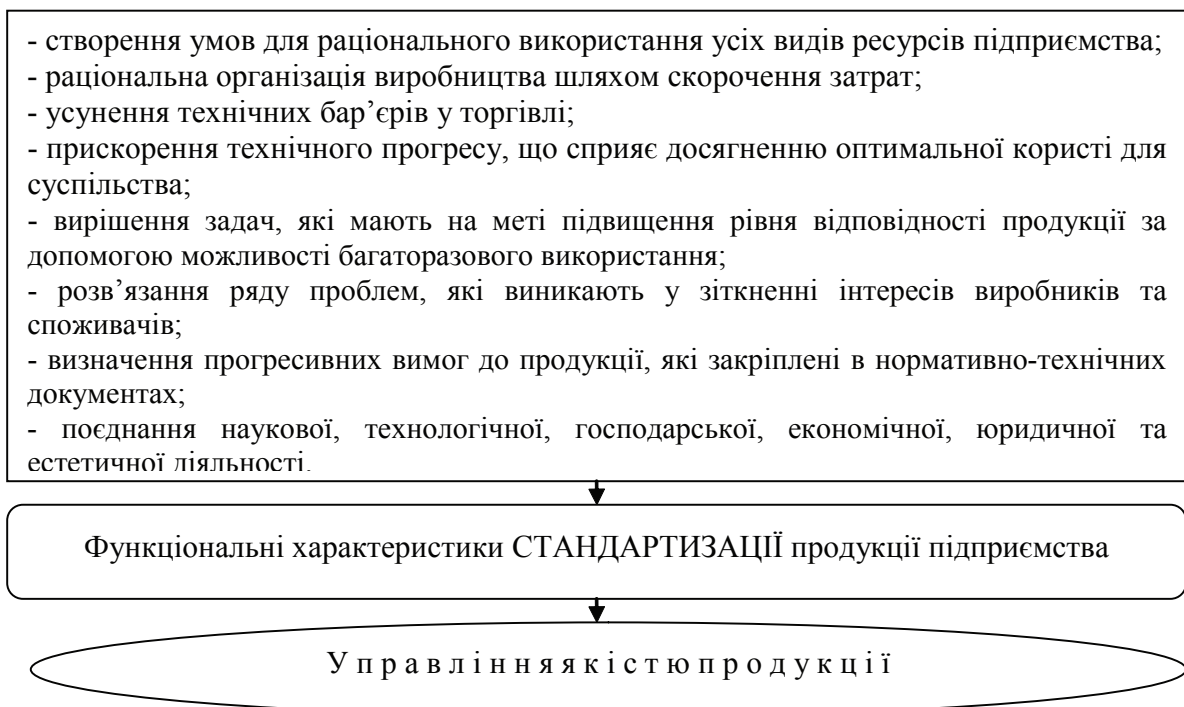 - створення умов для раціонального використання усіх видів ресурсів підприємства;
- раціональна організація виробництва шляхом скорочення затрат;
- усунення технічних бар’єрів у торгівлі;
- прискорення технічного прогресу, що сприяє досягненню оптимальної користі для
суспільства;
- вирішення задач, які мають на меті підвищення рівня відповідності продукції за
допомогою можливості багаторазового використання;
- розв’язання ряду проблем, які виникають у зіткненні інтересів виробників та
споживачів;
- визначення прогресивних вимог до продукції, які закріплені в нормативно-технічних
документах;
- поєднання наукової, технологічної, господарської, економічної, юридичної та
естетичної діяльності.
Функціональні характеристики СТАНДАРТИЗАЦІЇ продукції підприємства
У п р а в л і н н я я к і с т ю п р о д у к ц і ї